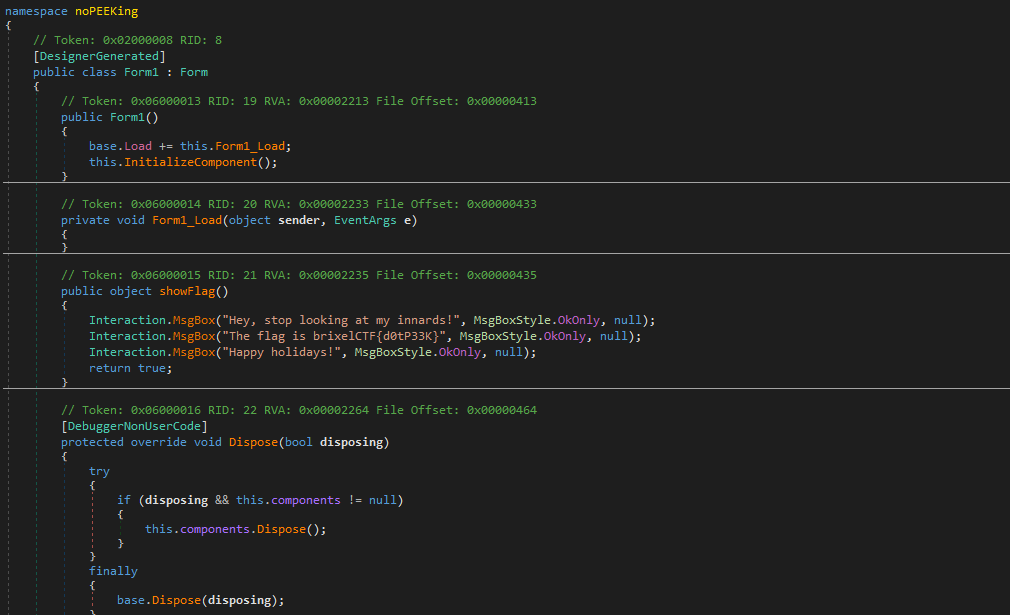 namespace noPEEKing
{
// Token: 0x02000008 RID: 8
[DesignerGenerated]
public class Form1 : Form
{
// Token: 0x06000013 RID: 19 RVA: 0x00002213 File Offset: 0x00000413
public Form1()
{
base.Load += this.Form1_Load;
this.InitializeComponent();
}
// Token: 0x06000014 RID: 20 RVA: 0x00002233 File Offset: 0x00000433
private void Form1_Load(object sender, EventArgs e)
{
}
// Token: 0x06000015 RID: 21 RVA: 0x00002235 File Offset: 0x00000435
public object showFlag()
{
Interaction.MsgBox("Hey, stop looking at my innards!", MsgBoxStyle.OkOnly, null);
Interaction.MsgBox("The flag is brixelCTF{d0tP33K}", MsgBoxStyle.OkOnly, null);
Interaction.MsgBox("Happy holidays!", MsgBoxStyle.OkOnly, null);
return true;
}
// Token: 0x06000016 RID: 22 RVA: 0x00002264 File Offset: 0x00000464
[DebuggerNonUserCode]
protected override void Dispose(bool disposing)
{
try
{
if (disposing && this.components != null)
{
this.components.Dispose();
}
}
finally
{
base.Dispose(disposing);
}